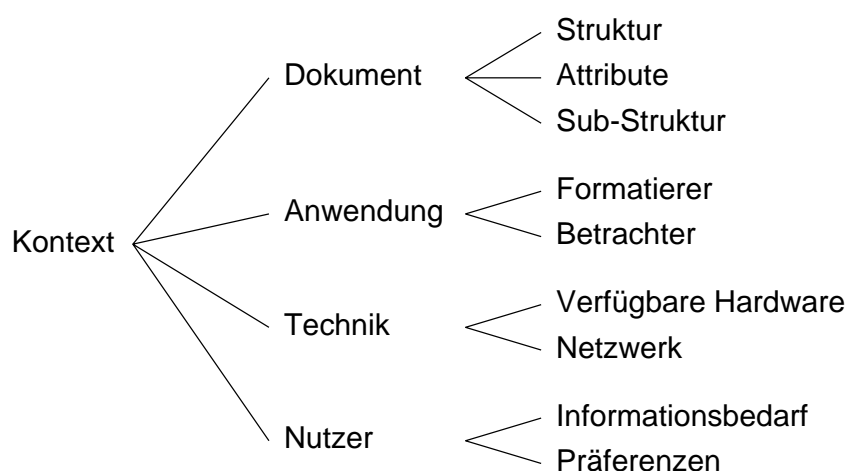 Struktur
Dokument
Attribute
Sub-Struktur
Formatierer
Kontext
Anwendung
Betrachter
Verfügbare Hardware
Technik
Netzwerk
Informationsbedarf
Nutzer
Präferenzen